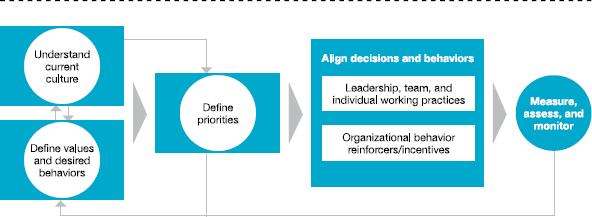 Understand
current
culture
Define values
and desired
behaviors
Define
priorities
Align decisions and behaviors
Leadership, team, and
individual working practices
Organizational behavior
reinforcers/incentives
Measure,
assess, and
monitor